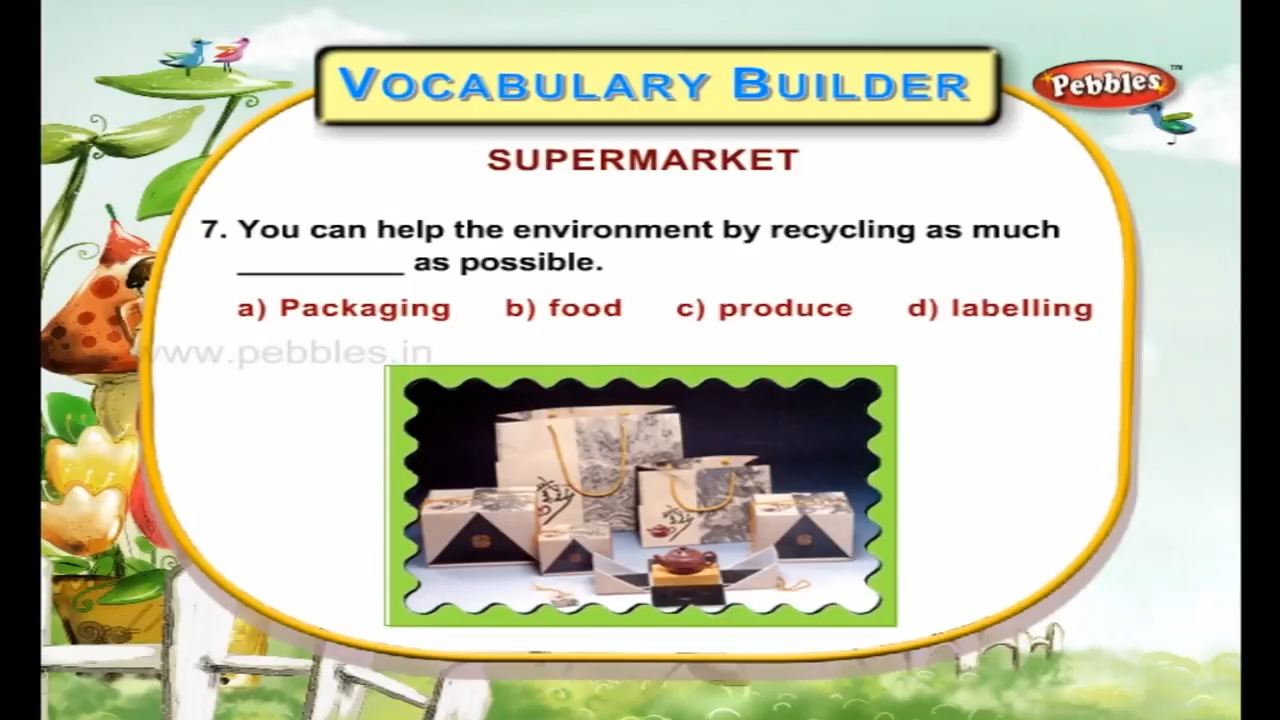 VOCABULARY BUILDER
Pebbles™
SUPERMARKET
7. You can help the environment by recycling as much
__________ as possible.
a) Packaging b) food c) produce d) labelling
www.pebbles.in